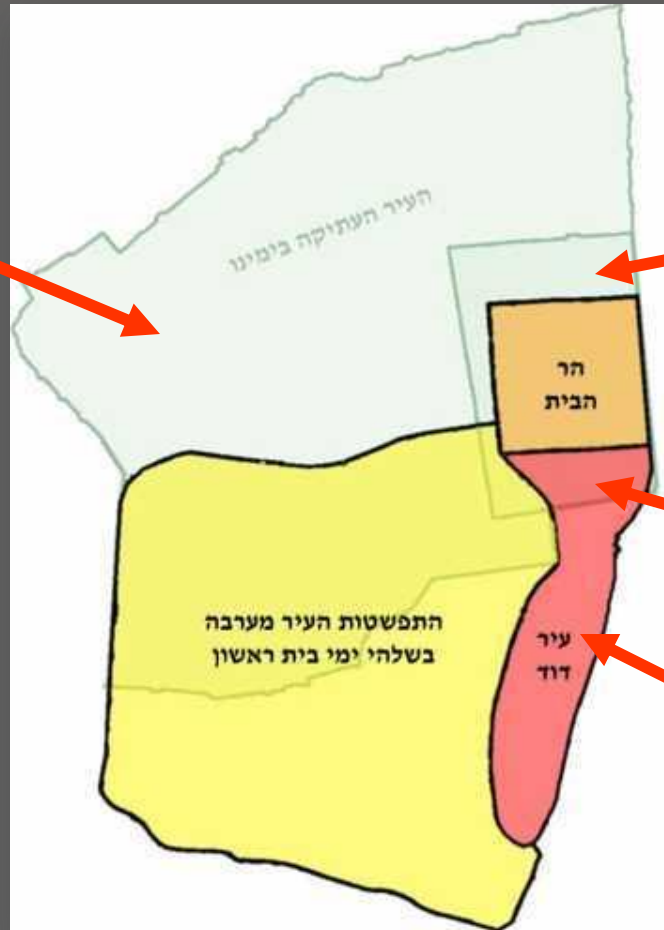 העיר העתיקה בימינו
הר
הבית
התפשטות העיר מערבה
בשלהי ימי בית ראשון
עיר
דוד